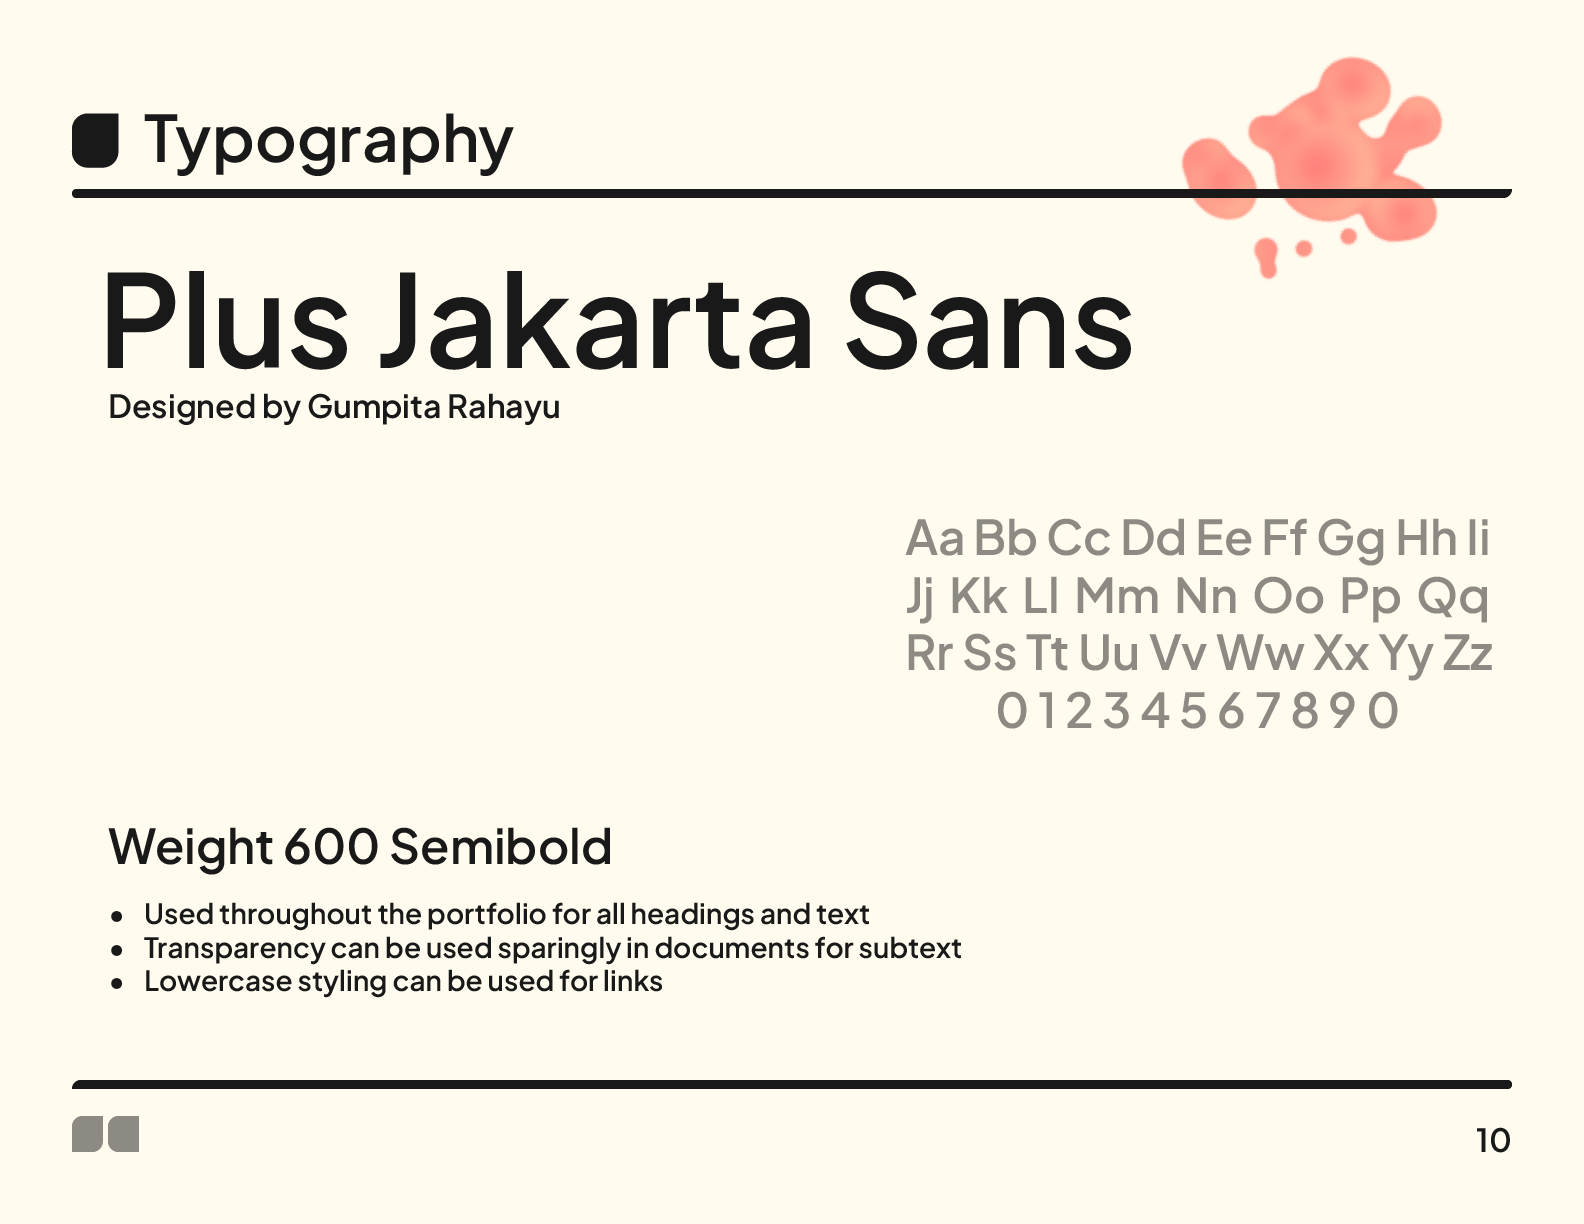 Typography
Plus Jakarta Sans
Designed by Gumpita Rahayu
Aa Bb Cc Dd Ee Ff Gg Hh Ii
Jj Kk Ll Mm Nn Oo Pp Qq
Rr Ss Tt Uu Vv Ww Xx Yy Zz
0 1 2 3 4 5 6 7 8 9 0
Weight 600 Semibold
• Used throughout the portfolio for all headings and text
• Transparency can be used sparingly in documents for subtext
• Lowercase styling can be used for links
10